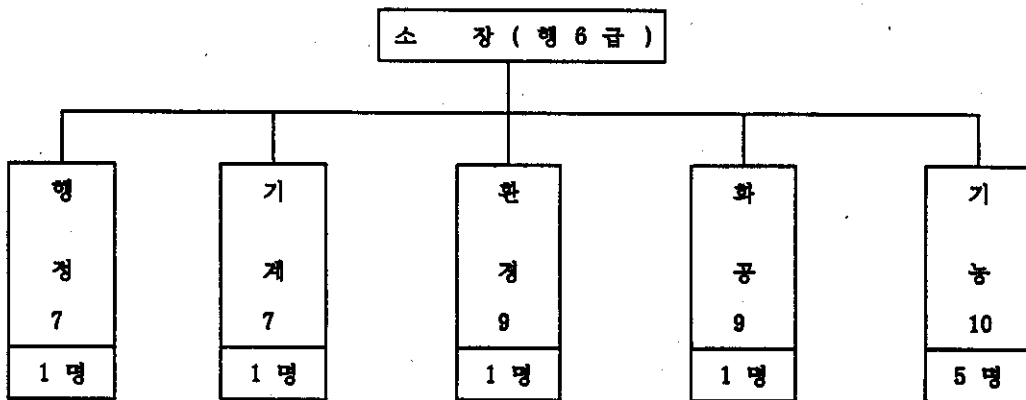 소 장 ( 행 6 급 )
행 정 7
1 명
기 계 7
1 명
환 경 9
1 명
화 공 9
1 명
기 능 10
5 명